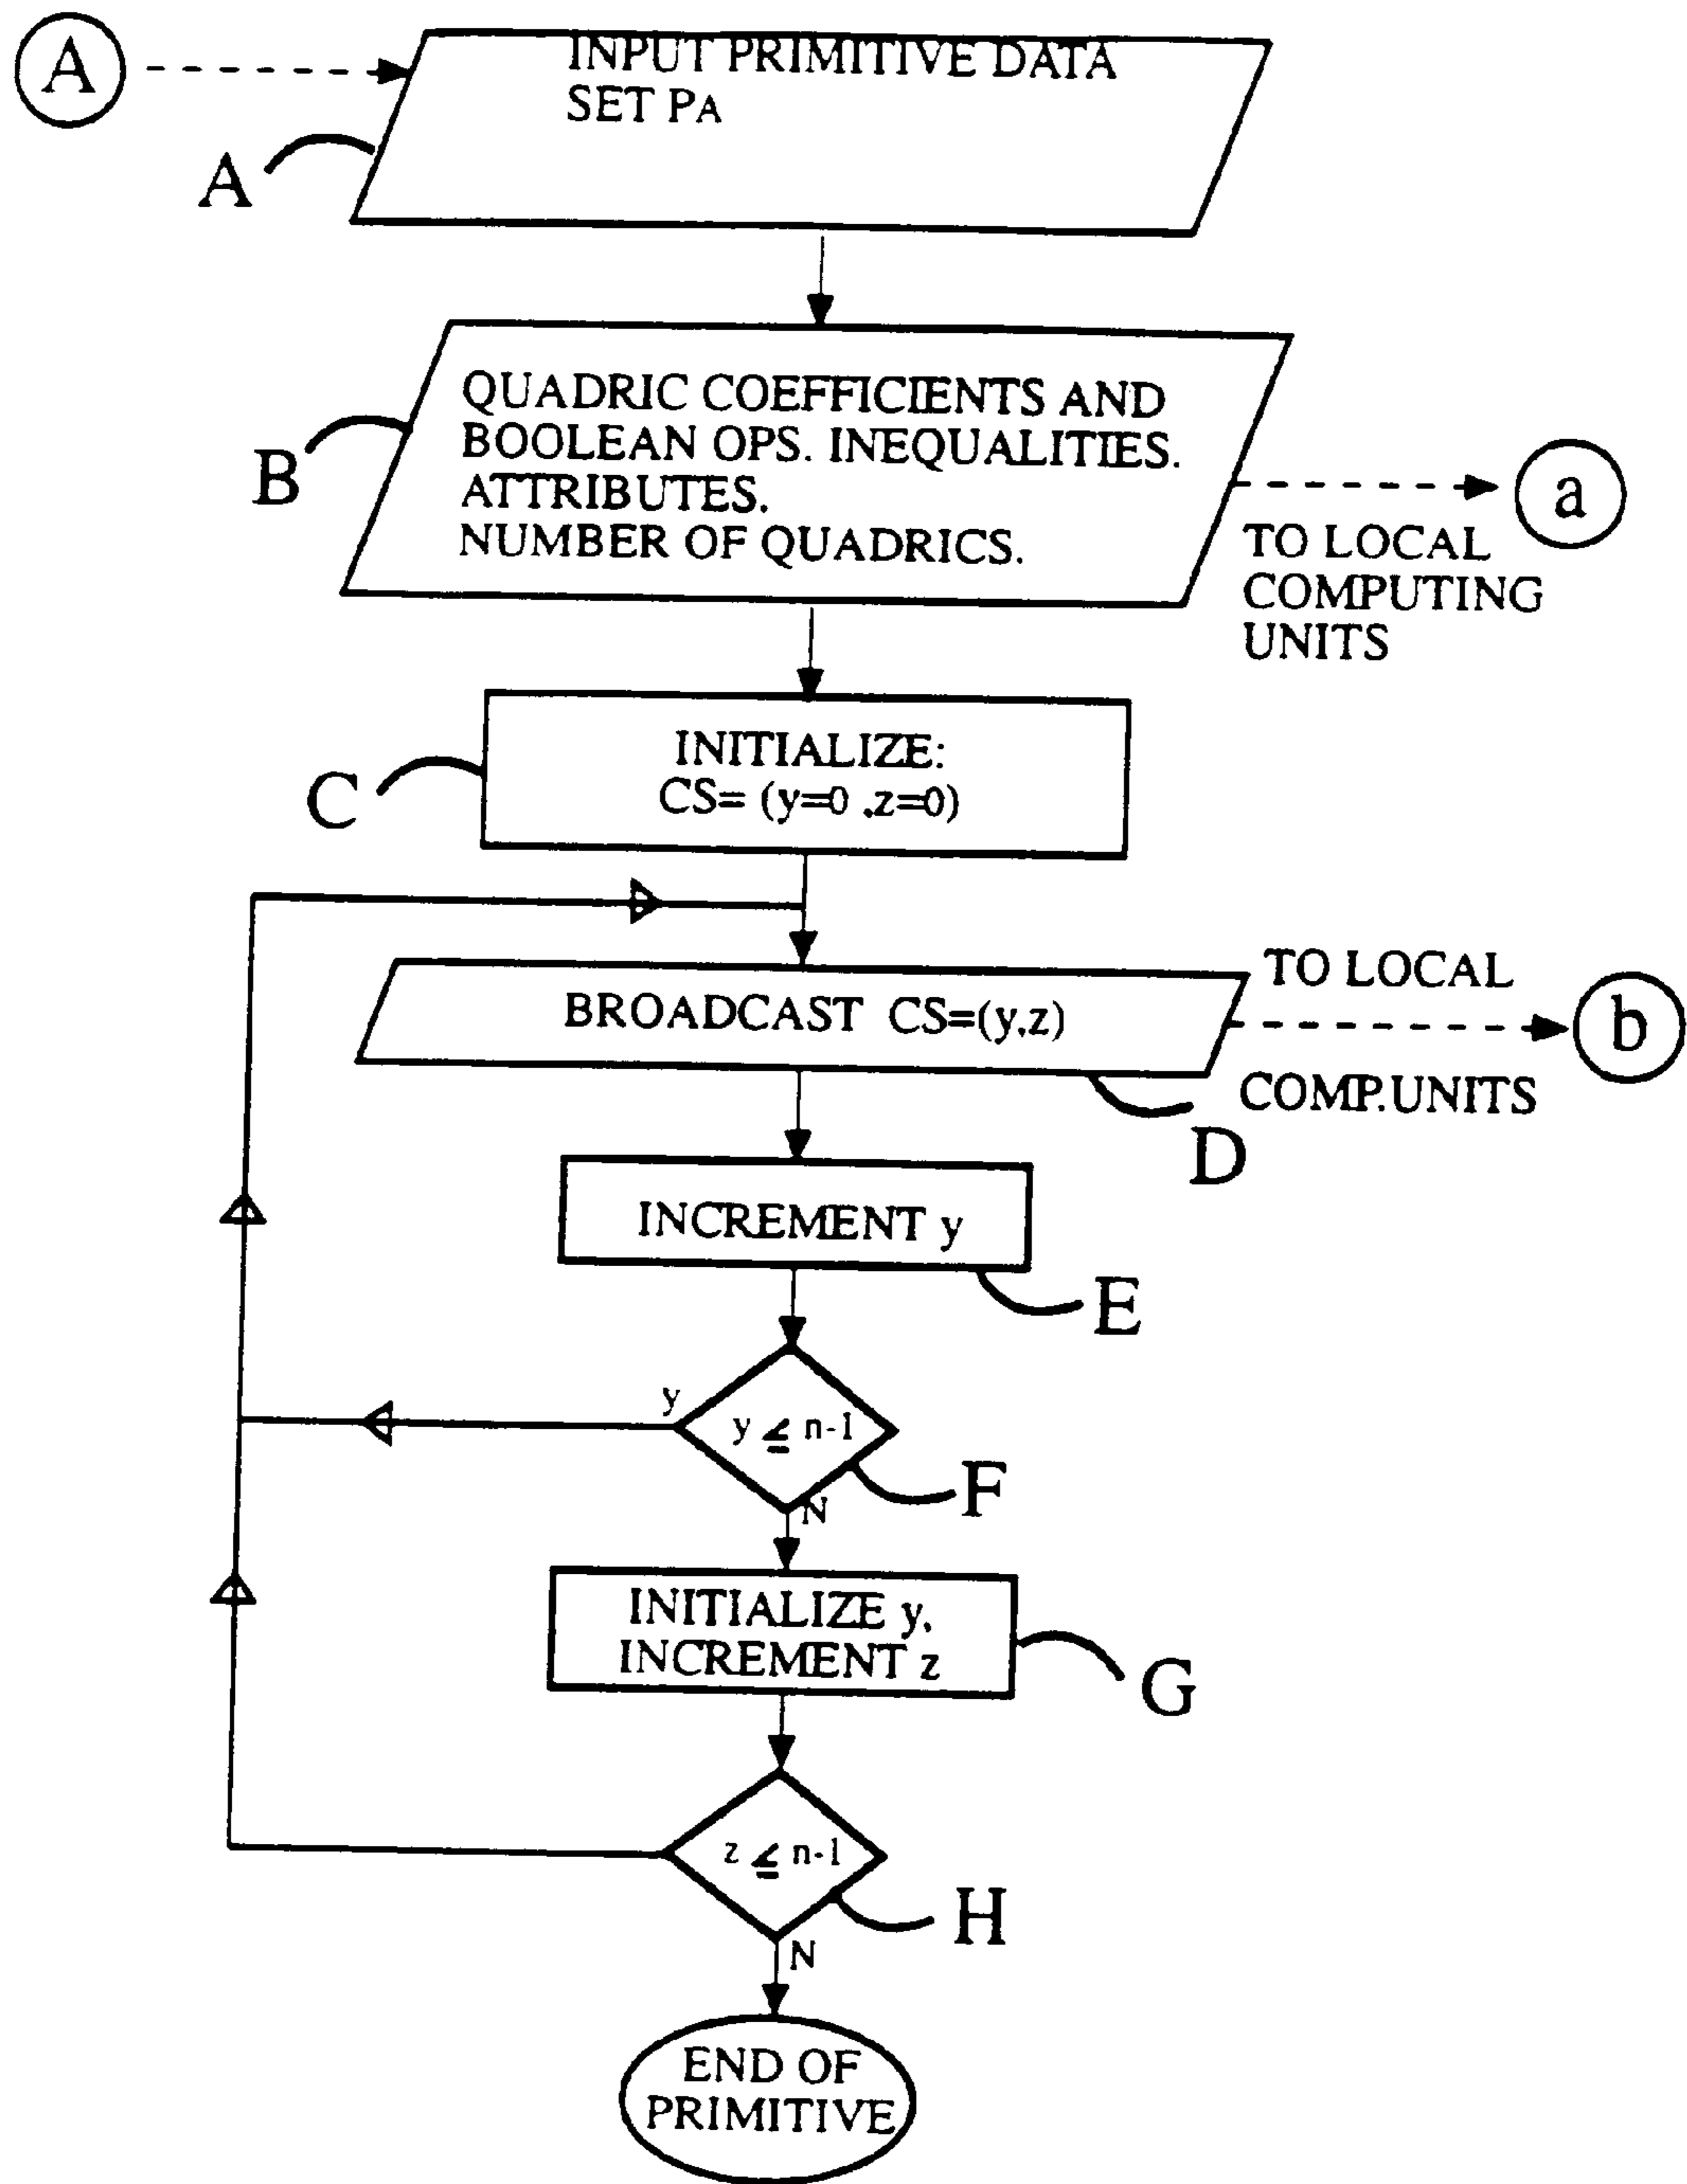 A
INPUT PRIMITIVE DATA
SET PA
A
QUADRIC COEFFICIENTS AND
BOOLEAN OPS. INEQUALITIES.
ATTRIBUTES.
NUMBER OF QUADRICS.
B
a
TO LOCAL
COMPUTING
UNITS
INITIALIZE:
CS= (y=0 ,z=0)
C
BROADCAST CS=(y,z)
TO LOCAL
b
COMP.UNITS
D
INCREMENT y
E
y
y ≤ n-1
F
N
INITIALIZE y,
INCREMENT z
G
z ≤ n-1
H
N
END OF
PRIMITIVE